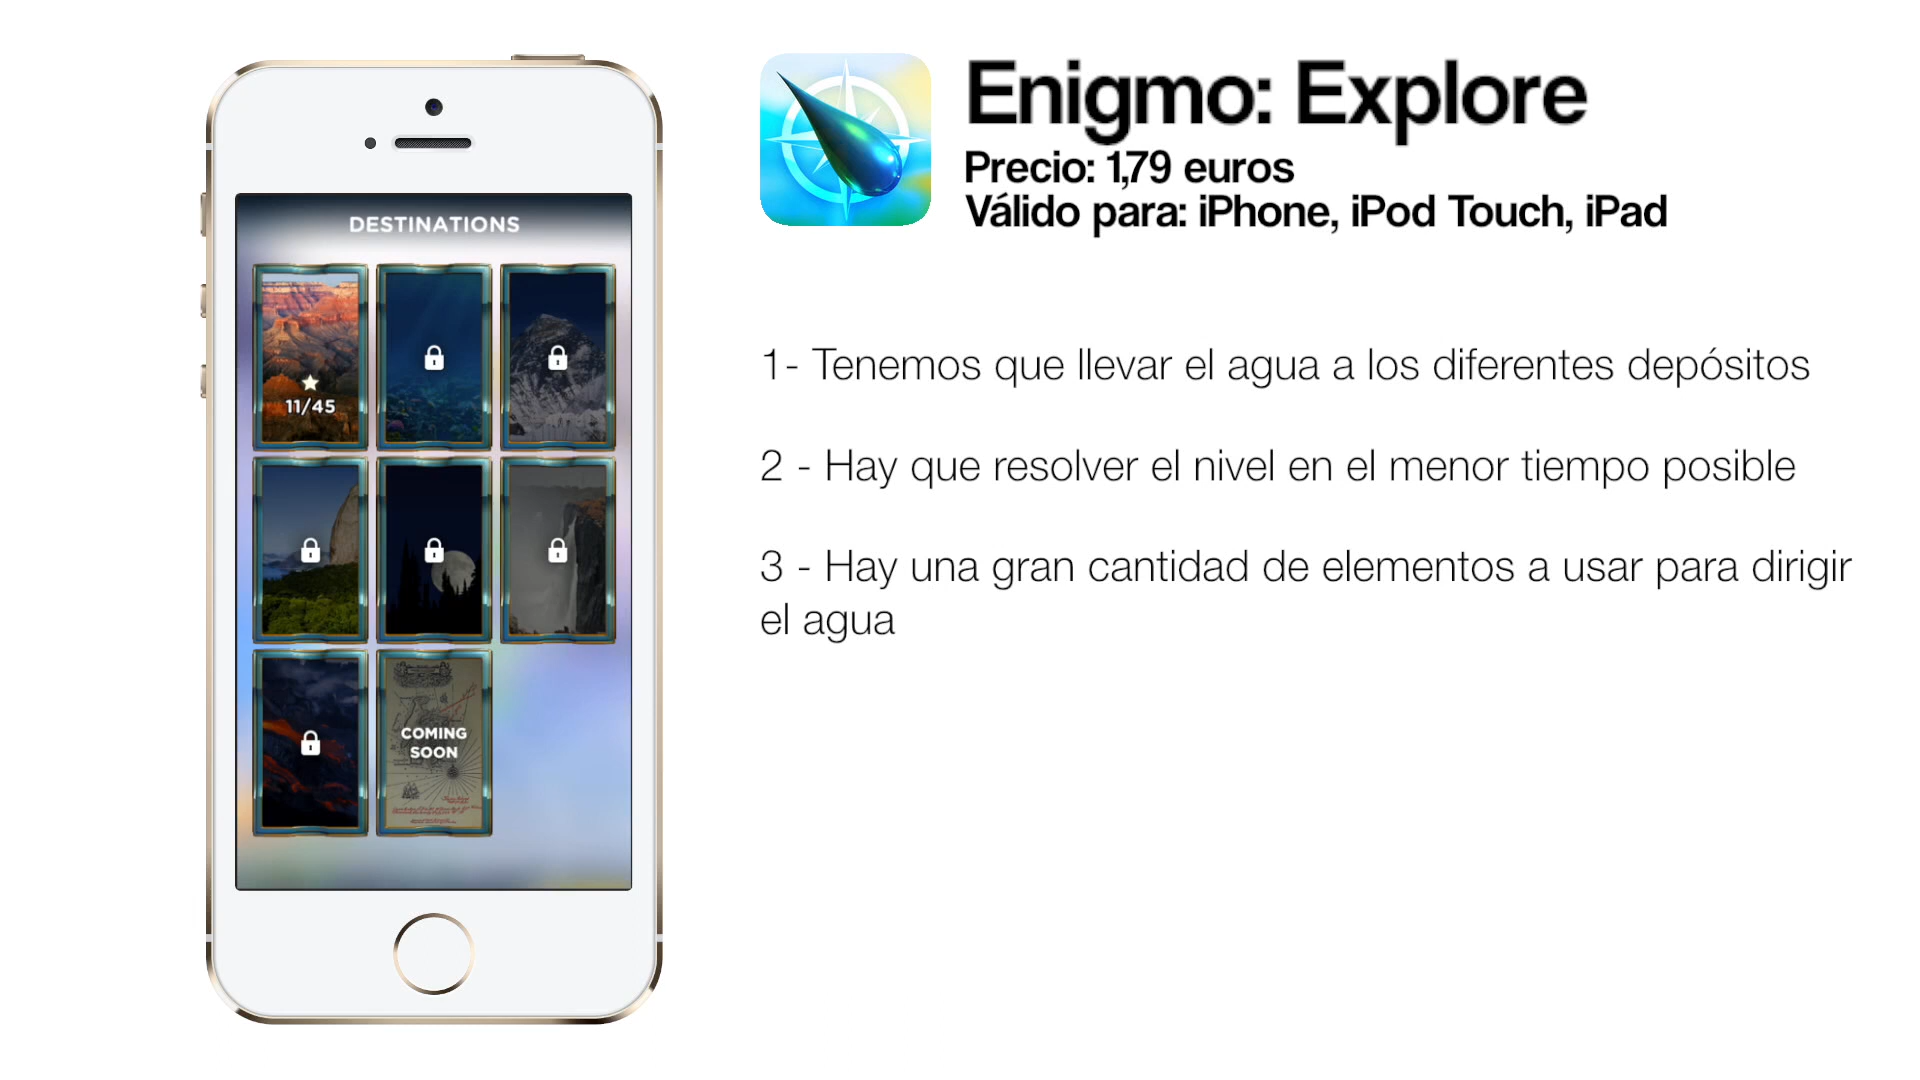 DESTINATIONS
11/45
COMING
SOON
Enigmo: Explore
Precio: 1,79 euros
Válido para: iPhone, iPod Touch, iPad
1- Tenemos que llevar el agua a los diferentes depósitos
2 - Hay que resolver el nivel en el menor tiempo posible
3 - Hay una gran cantidad de elementos a usar para dirigir
el agua